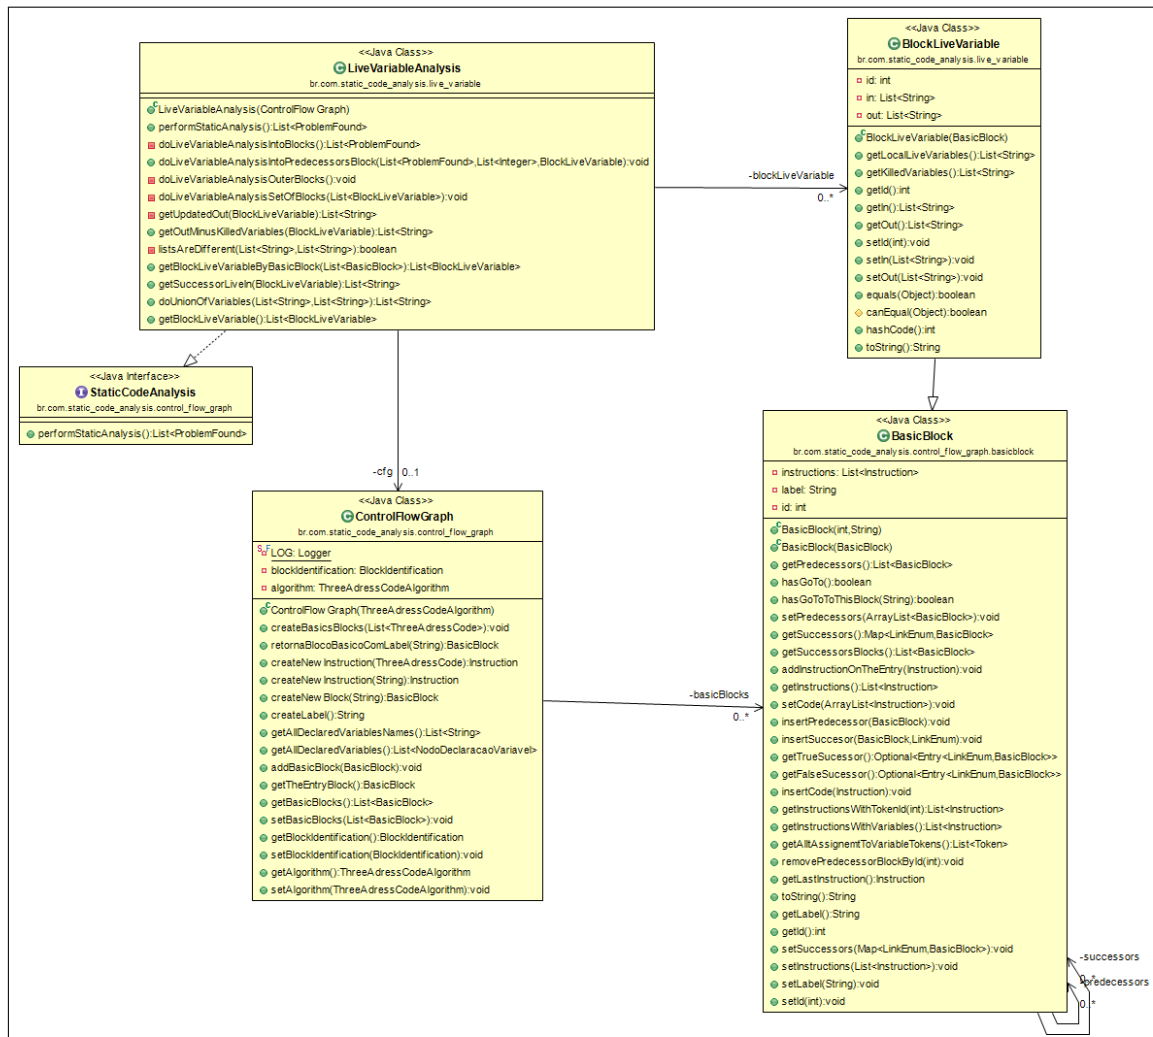 <<Java Class>>
LiveVariableAnalysis
br.com.static_code_analysis.live_variable
LiveVariableAnalysis(ControlFlow Graph)
performStaticAnalysis():List<ProblemFound>
doLiveVariableAnalysisIntoBlocks():List<ProblemFound>
doLiveVariableAnalysisIntoPredecessorsBlock(List<ProblemFound>,List<Integer>,BlockLiveVariable):void
doLiveVariableAnalysisOuterBlocks():void
doLiveVariableAnalysisSetOfBlocks(List<BlockLiveVariable>):void
getUpdatedOut(BlockLiveVariable):List<String>
getOutMinusKilledVariables(BlockLiveVariable):List<String>
listsAreDifferent(List<String>,List<String>):boolean
getBlockLiveVariableByBasicBlock(List<BasicBlock>):List<BlockLiveVariable>
getSuccessorLiveIn(BlockLiveVariable):List<String>
doUnionOfVariables(List<String>,List<String>):List<String>
getBlockLiveVariable():List<BlockLiveVariable>
-blockLiveVariable
0..*
<<Java Class>>
BlockLiveVariable
br.com.static_code_analysis.live_variable
id: int
in: List<String>
out: List<String>
BlockLiveVariable(BasicBlock)
getLocalLiveVariables():List<String>
getKilledVariables():List<String>
getId():int
getIn():List<String>
getOut():List<String>
setId(int):void
setIn(List<String>):void
setOut(List<String>):void
equals(Object):boolean
canEqual(Object):boolean
hashCode():int
toString():String
<<Java Interface>>
StaticCodeAnalysis
br.com.static_code_analysis.control_flow_graph
performStaticAnalysis():List<ProblemFound>
-cfg 0..1
<<Java Class>>
ControlFlowGraph
br.com.static_code_analysis.control_flow_graph
LOG: Logger
blockIdentification: BlockIdentification
algorithm: ThreeAdressCodeAlgorithm
ControlFlow Graph(ThreeAdressCodeAlgorithm)
createBasicsBlocks(List<ThreeAdressCode>):void
retornaBlocoBasicoComLabel(String):BasicBlock
createNew Instruction(ThreeAdressCode):Instruction
createNew Instruction(String):Instruction
createNew Block(String):BasicBlock
createLabel():String
getAllDeclaredVariablesNames():List<String>
getAllDeclaredVariables():List<NodoDeclaracaoVariavel>
addBasicBlock(BasicBlock):void
getTheEntryBlock():BasicBlock
getBasicBlocks():List<BasicBlock>
setBasicBlocks(List<BasicBlock>):void
getBlockIdentification():BlockIdentification
setBlockIdentification(BlockIdentification):void
getAlgorithm():ThreeAdressCodeAlgorithm
setAlgorithm(ThreeAdressCodeAlgorithm):void
-basicBlocks
0..*
<<Java Class>>
BasicBlock
br.com.static_code_analysis.control_flow_graph.basicblock
instructions: List<Instruction>
label: String
id: int
BasicBlock(int,String)
BasicBlock(BasicBlock)
getPredecessors():List<BasicBlock>
hasGoTo():boolean
hasGoToToThisBlock(String):boolean
setPredecessors(ArrayList<BasicBlock>):void
getSuccessors():Map<LinkEnum,BasicBlock>
getSuccessorsBlocks():List<BasicBlock>
addInstructionOnTheEntry(Instruction):void
getInstructions():List<Instruction>
setCode(ArrayList<Instruction>):void
insertPredecessor(BasicBlock):void
insertSuccesor(BasicBlock,LinkEnum):void
getTrueSucessor():Optional<Entry<LinkEnum,BasicBlock>>
getFalseSucessor():Optional<Entry<LinkEnum,BasicBlock>>
insertCode(Instruction):void
getInstructionsWithTokenId(int):List<Instruction>
getInstructionsWithVariables():List<Instruction>
getAlltAssignemtToVariableTokens():List<Token>
removePredecessorBlockById(int):void
getLastInstruction():Instruction
toString():String
getLabel():String
getId():int
setSuccessors(Map<LinkEnum,BasicBlock>):void
setInstructions(List<Instruction>):void
setLabel(String):void
setId(int):void
-successors
0..*
-predecessors
0..*